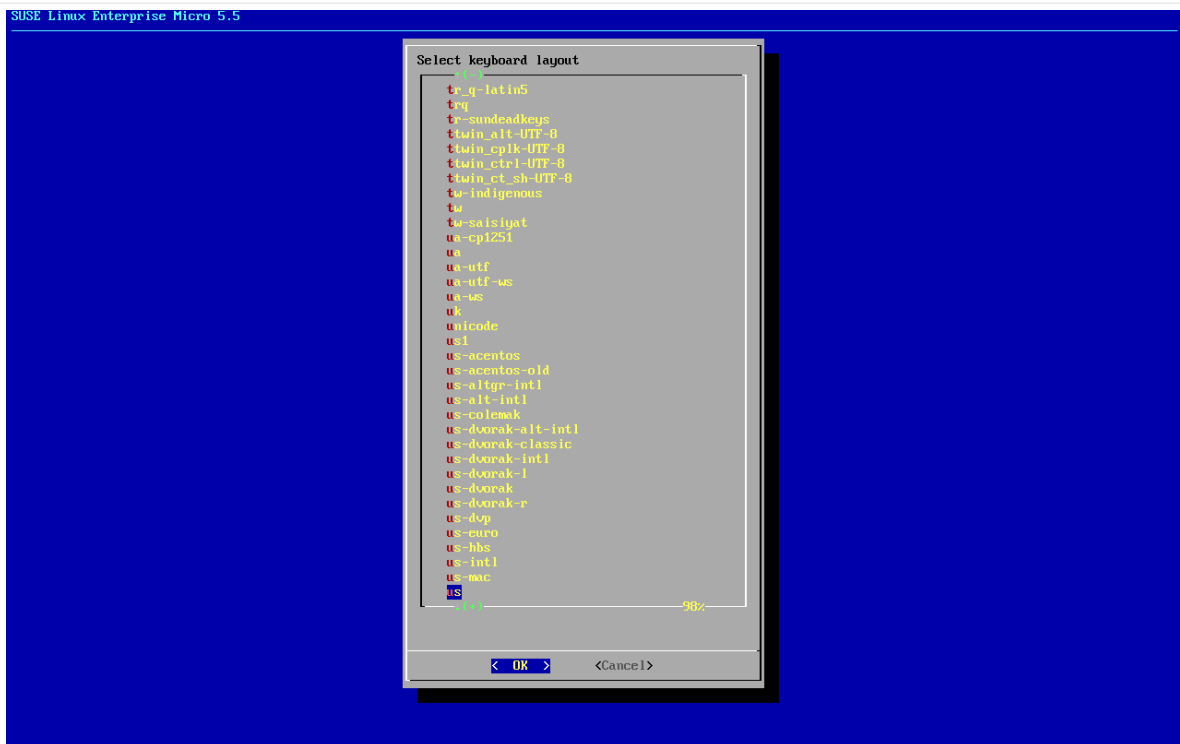 SUSE Linux Enterprise Micro 5.5
Select keyboard layout
↑(-)
tr_q-latin5
trq
tr-sundeadkeys
ttwin_alt-UTF-8
ttwin_cplk-UTF-8
ttwin_ctrl-UTF-8
ttwin_ct_sh-UTF-8
tw-indigenous
tw
tw-saisiyat
ua-cp1251
ua
ua-utf
ua-utf-ws
ua-ws
uk
unicode
us1
us-acentos
us-acentos-old
us-altgr-intl
us-alt-intl
us-colemak
us-dvorak-alt-intl
us-dvorak-classic
us-dvorak-intl
us-dvorak-l
us-dvorak
us-dvorak-r
us-dvp
us-euro
us-hbs
us-intl
us-mac
us
↓(+) 98%
< OK > <Cancel>